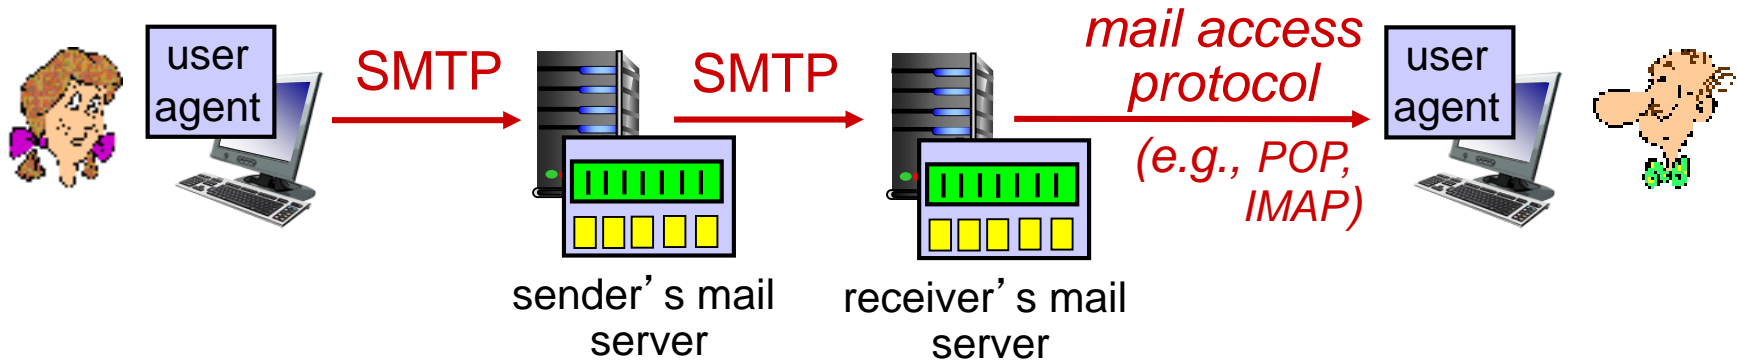 user
agent
SMTP
SMTP
mail access
protocol
(e.g., POP,
IMAP)
user
agent
sender’s mail
server
receiver’s mail
server